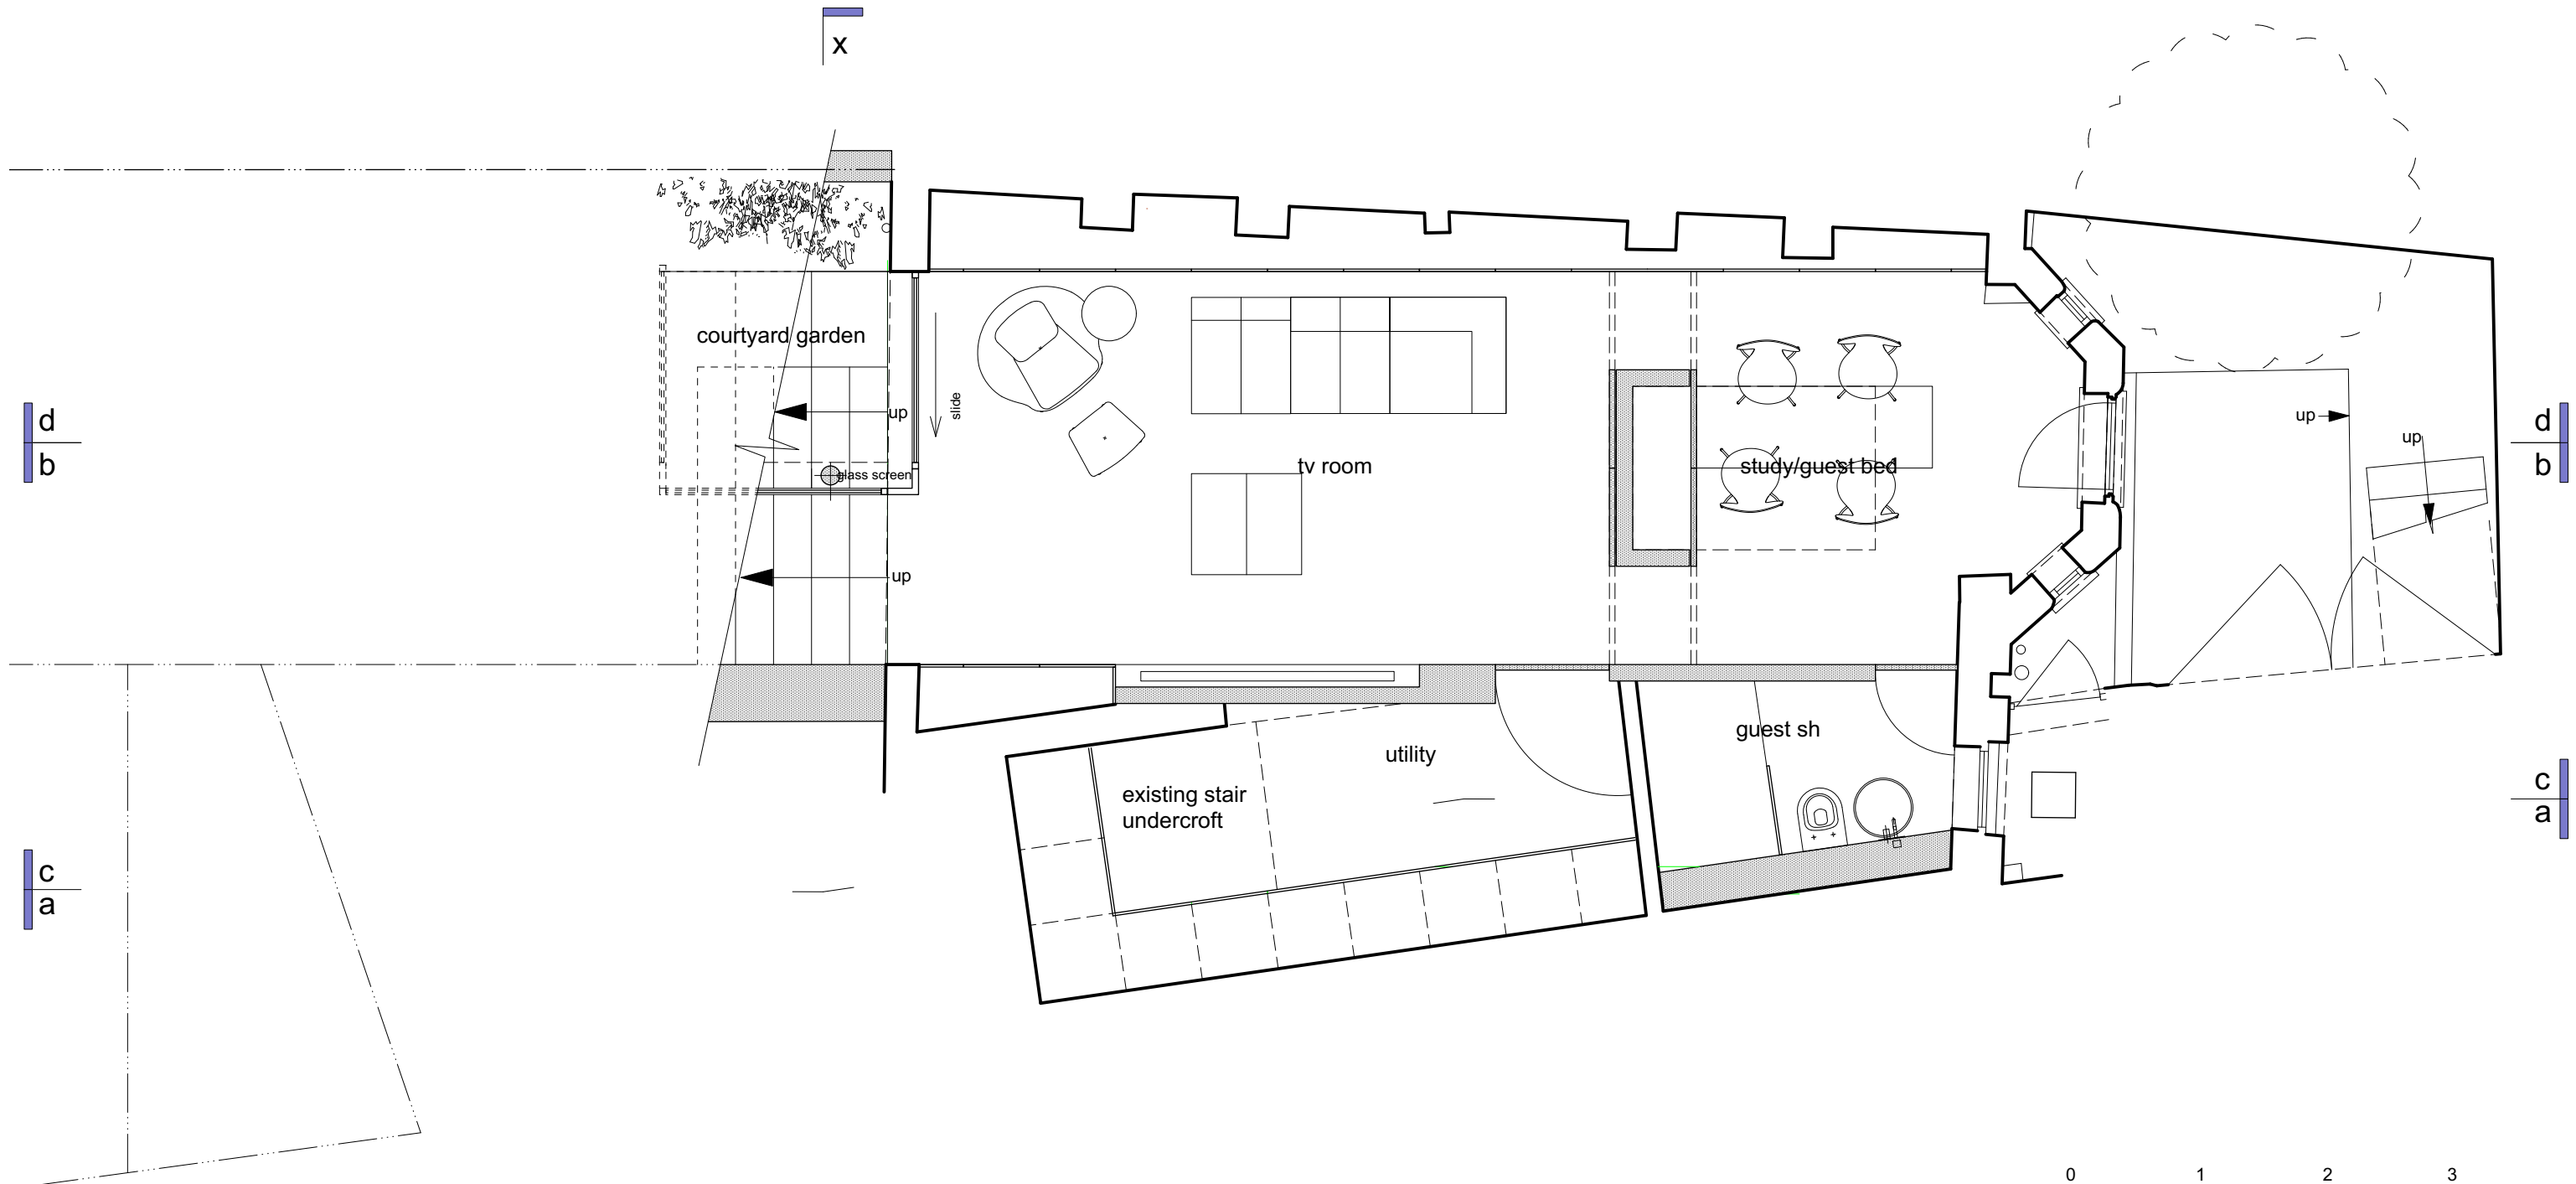 x
courtyard garden
d
b
up
slide
glass screen
tv room
study/guest bed
up
up
d
b
up
guest sh
utility
existing stair
undercroft
c
a
c
a
0 1 2 3